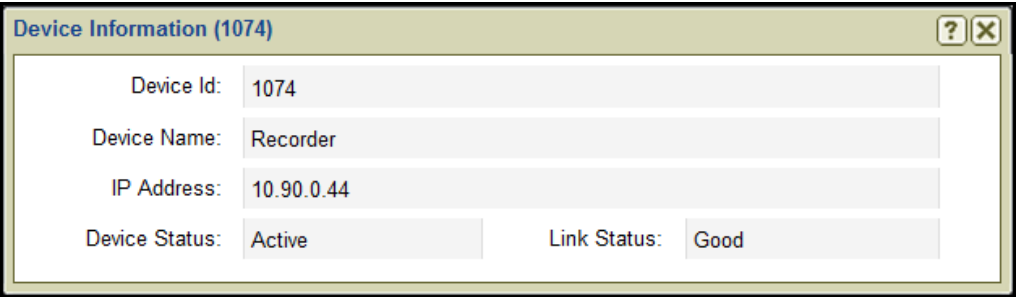 Device Information (1074) ?
Device Id: 1074
Device Name: Recorder
IP Address: 10.90.0.44
Device Status: Active Link Status: Good